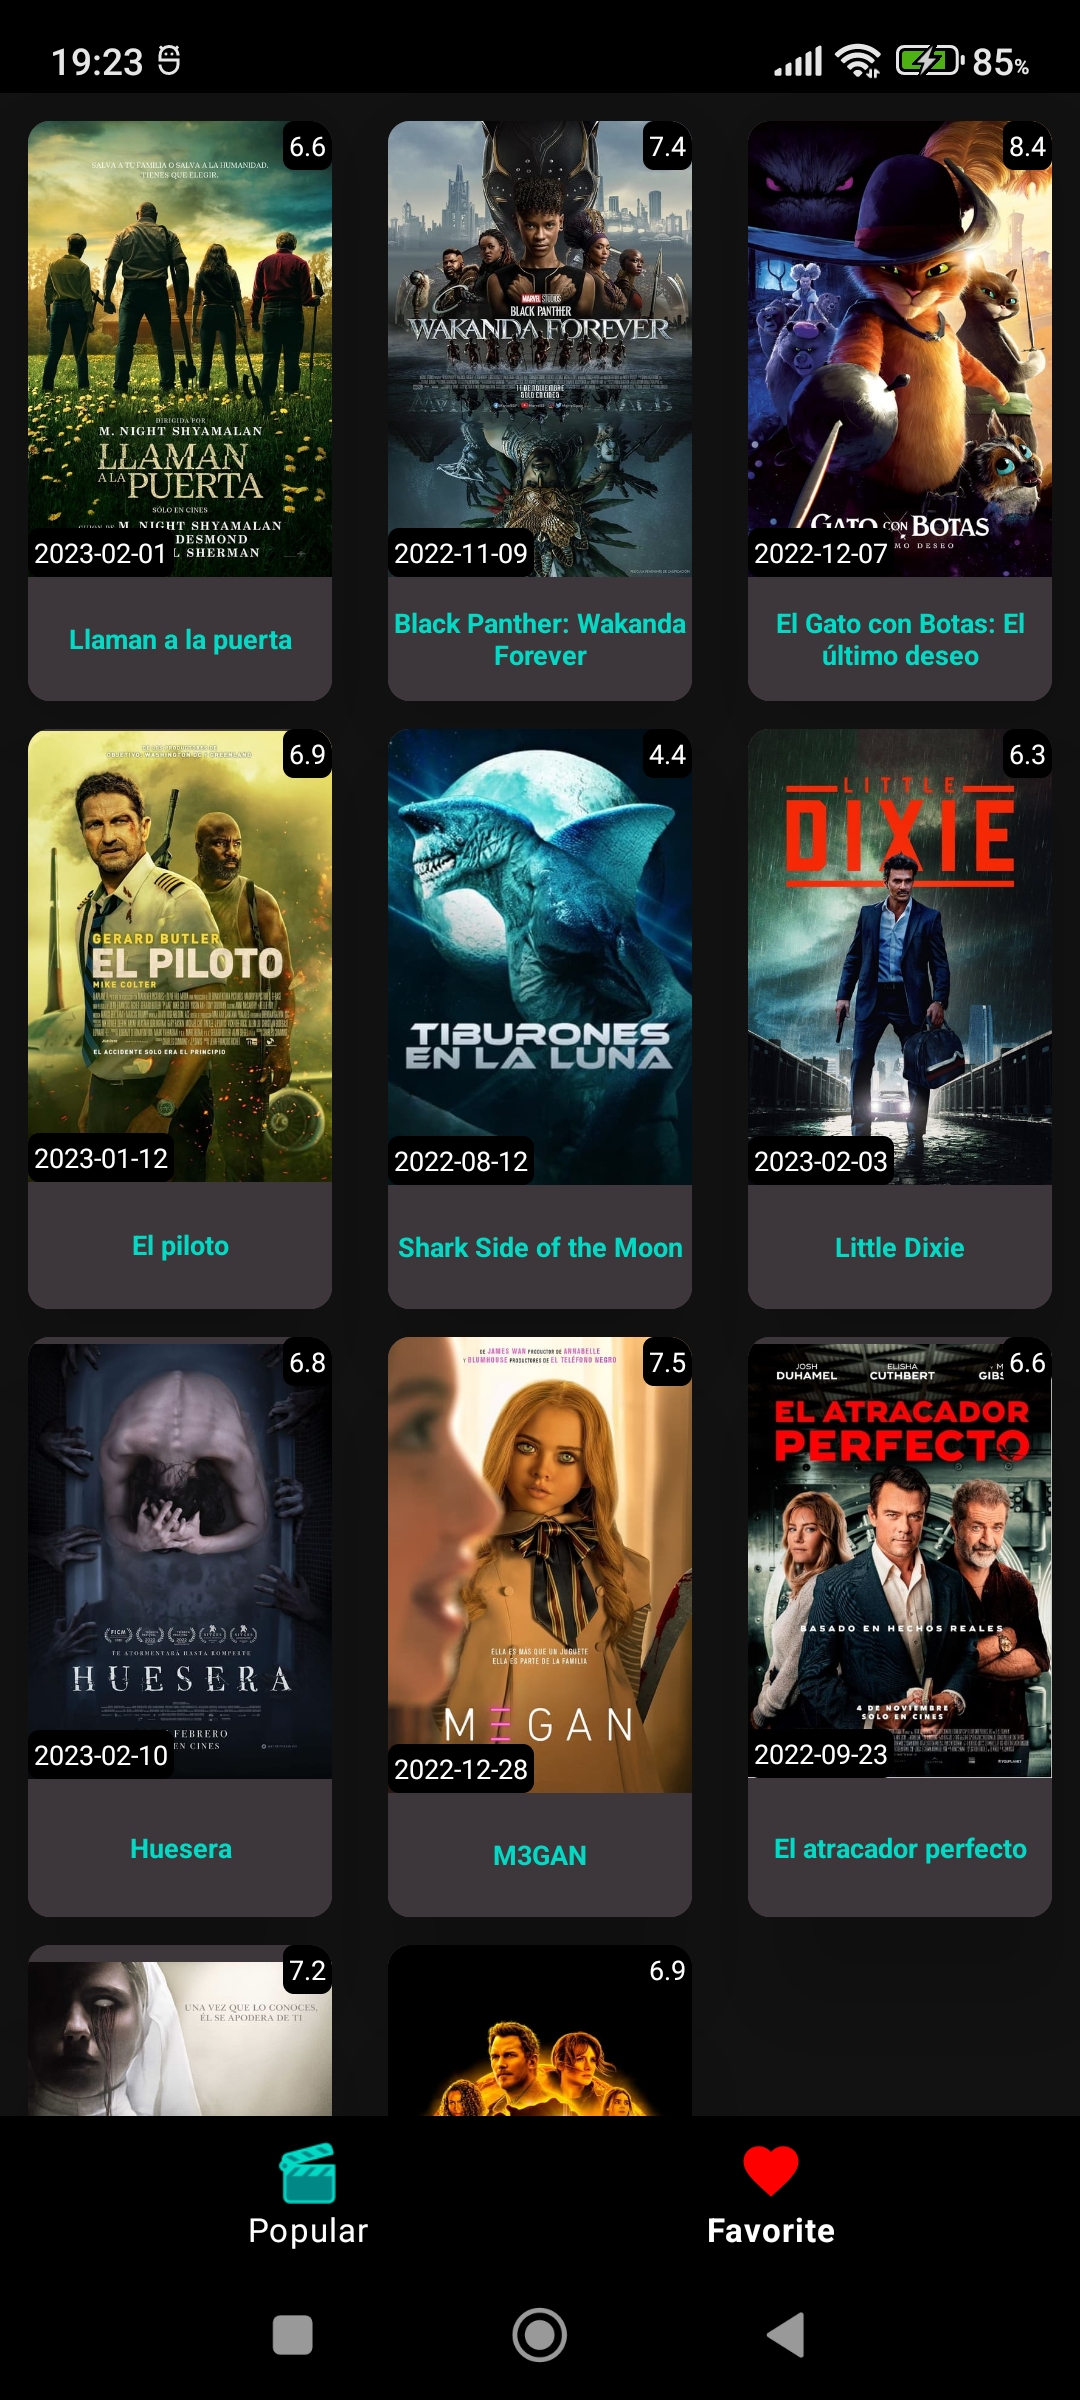 19:23
85%
6.6
SALVA A TU FAMILIA O SALVA A LA HUMANIDAD.
TIENES QUE ELEGIR.
DIRIGIDA POR
M. NIGHT SHYAMALAN
LLAMAN
A LA PUERTA
SÓLO EN CINES
M. NIGHT SHYAMALAN
DESMOND
L SHERMAN
2023-02-01
Llaman a la puerta
7.4
MARVEL STUDIOS
BLACK PANTHER
WAKANDA FOREVER
11 DE NOVIEMBRE
SOLO EN CINES
2022-11-09
Black Panther: Wakanda
Forever
8.4
GATO CON BOTAS
MO DESEO
2022-12-07
El Gato con Botas: El
último deseo
6.9
GERARD BUTLER
EL PILOTO
MIKE COLTER
EL ACCIDENTE SOLO ERA EL PRINCIPIO
2023-01-12
El piloto
4.4
TIBURONES
EN LA LUNA
2022-08-12
Shark Side of the Moon
6.3
LITTLE
DIXIE
2023-02-03
Little Dixie
6.8
TE ATORMENTARÁ HASTA ROMPERTE
HUESERA
FEBRERO
EN CINES
2023-02-10
Huesera
7.5
DE JAMES WAN PRODUCTOR DE ANNABELLE
Y BLUMHOUSE PRODUCTORES DE EL TELÉFONO NEGRO
ELLA ES MÁS QUE UN JUGUETE
ELLA ES PARTE DE LA FAMILIA
M3GAN
2022-12-28
M3GAN
6.6
JOSH
DUHAMEL
ELISHA
CUTHBERT
Y M
GIBS
EL ATRACADOR
PERFECTO
BASADO EN HECHOS REALES
4 DE NOVIEMBRE
SOLO EN CINES
2022-09-23
El atracador perfecto
7.2
UNA VEZ QUE LO CONOCES,
ÉL SE APODERA DE TI
6.9
Popular
Favorite